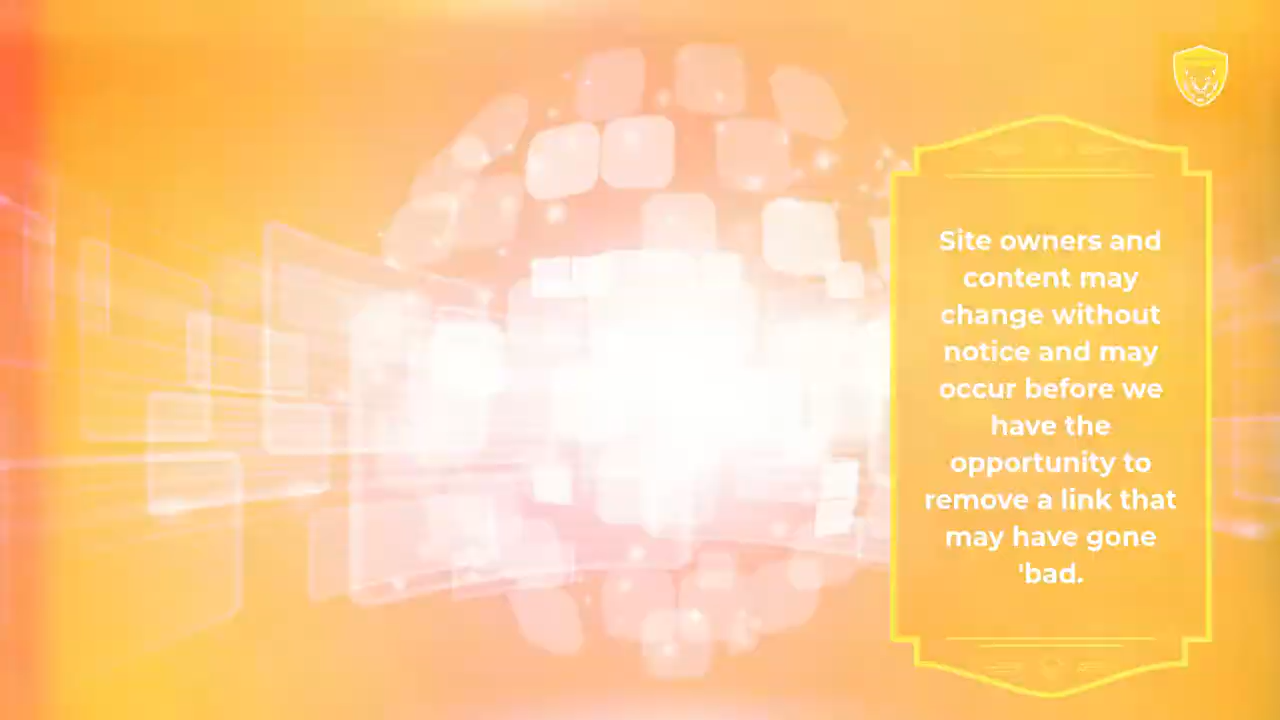 Site owners and
content may
change without
notice and may
occur before we
have the
opportunity to
remove a link that
may have gone
'bad.